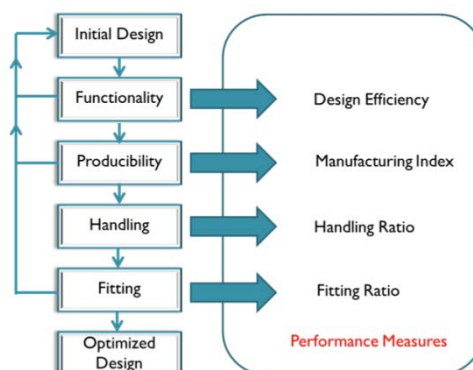 Initial Design
Functionality
Design Efficiency
Producibility
Manufacturing Index
Handling
Handling Ratio
Fitting
Fitting Ratio
Optimized
Design
Performance Measures